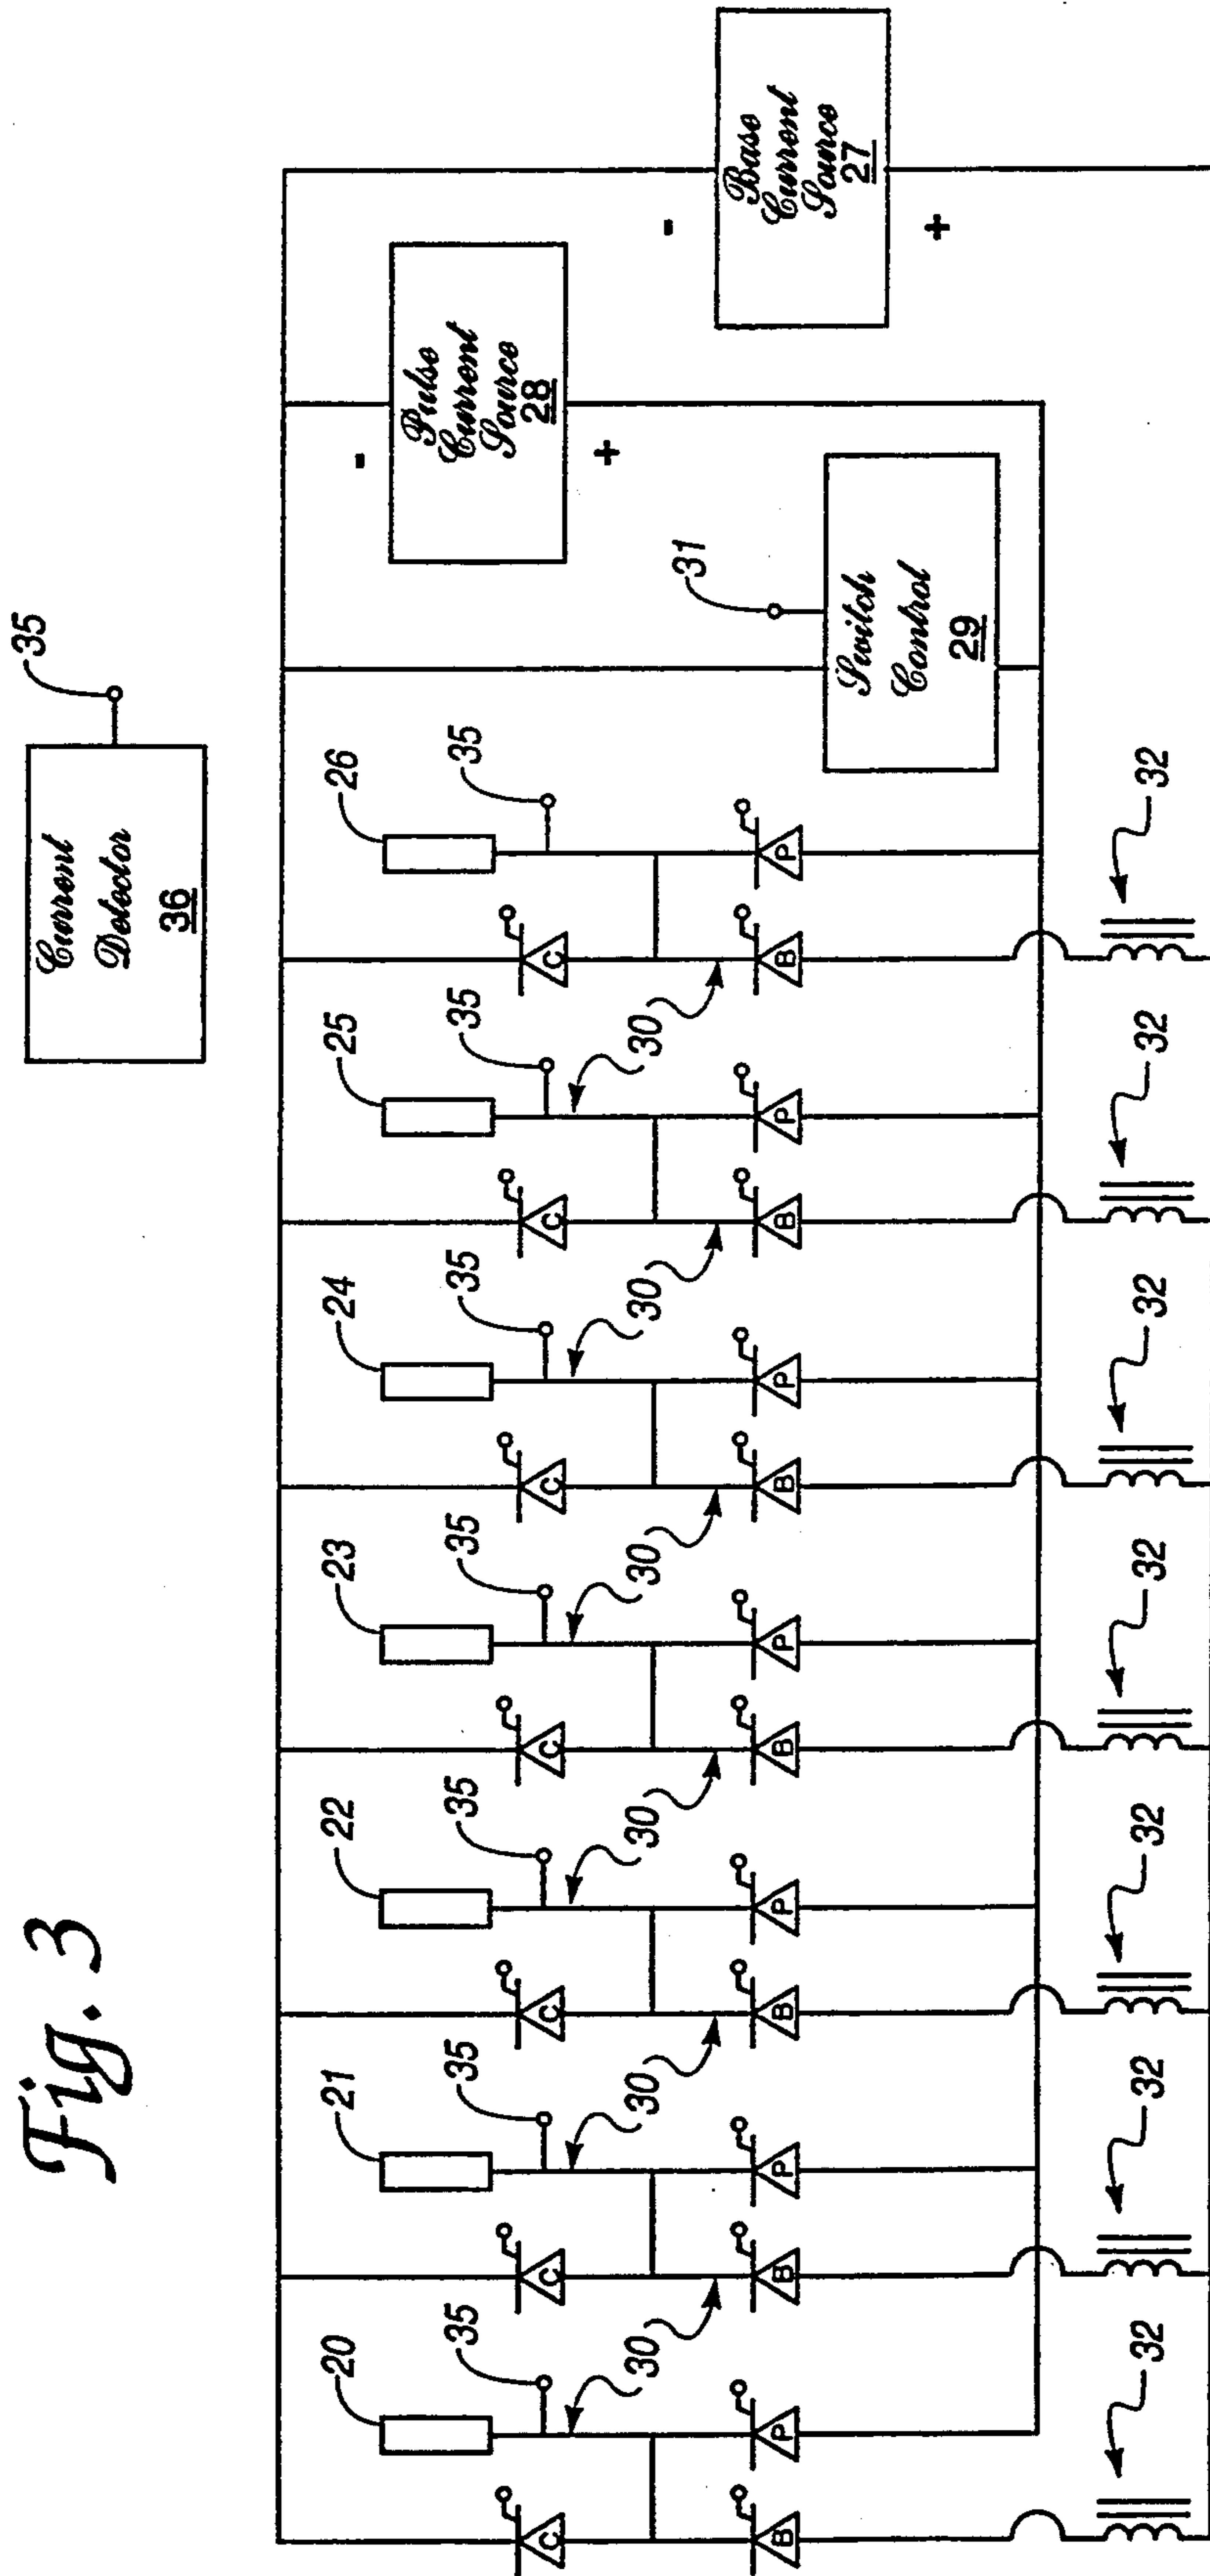 Fig. 3
Current
Detector
36
35
20
21
22
23
24
25
26
35
35
35
35
35
35
35
C
C
C
C
C
C
C
30
30
30
30
30
30
30
B
P
B
P
B
P
B
P
B
P
B
P
B
P
31
Switch
Control
29
-
Pulse
Current
Source
28
+
-
Base
Current
Source
27
+
32
32
32
32
32
32
32